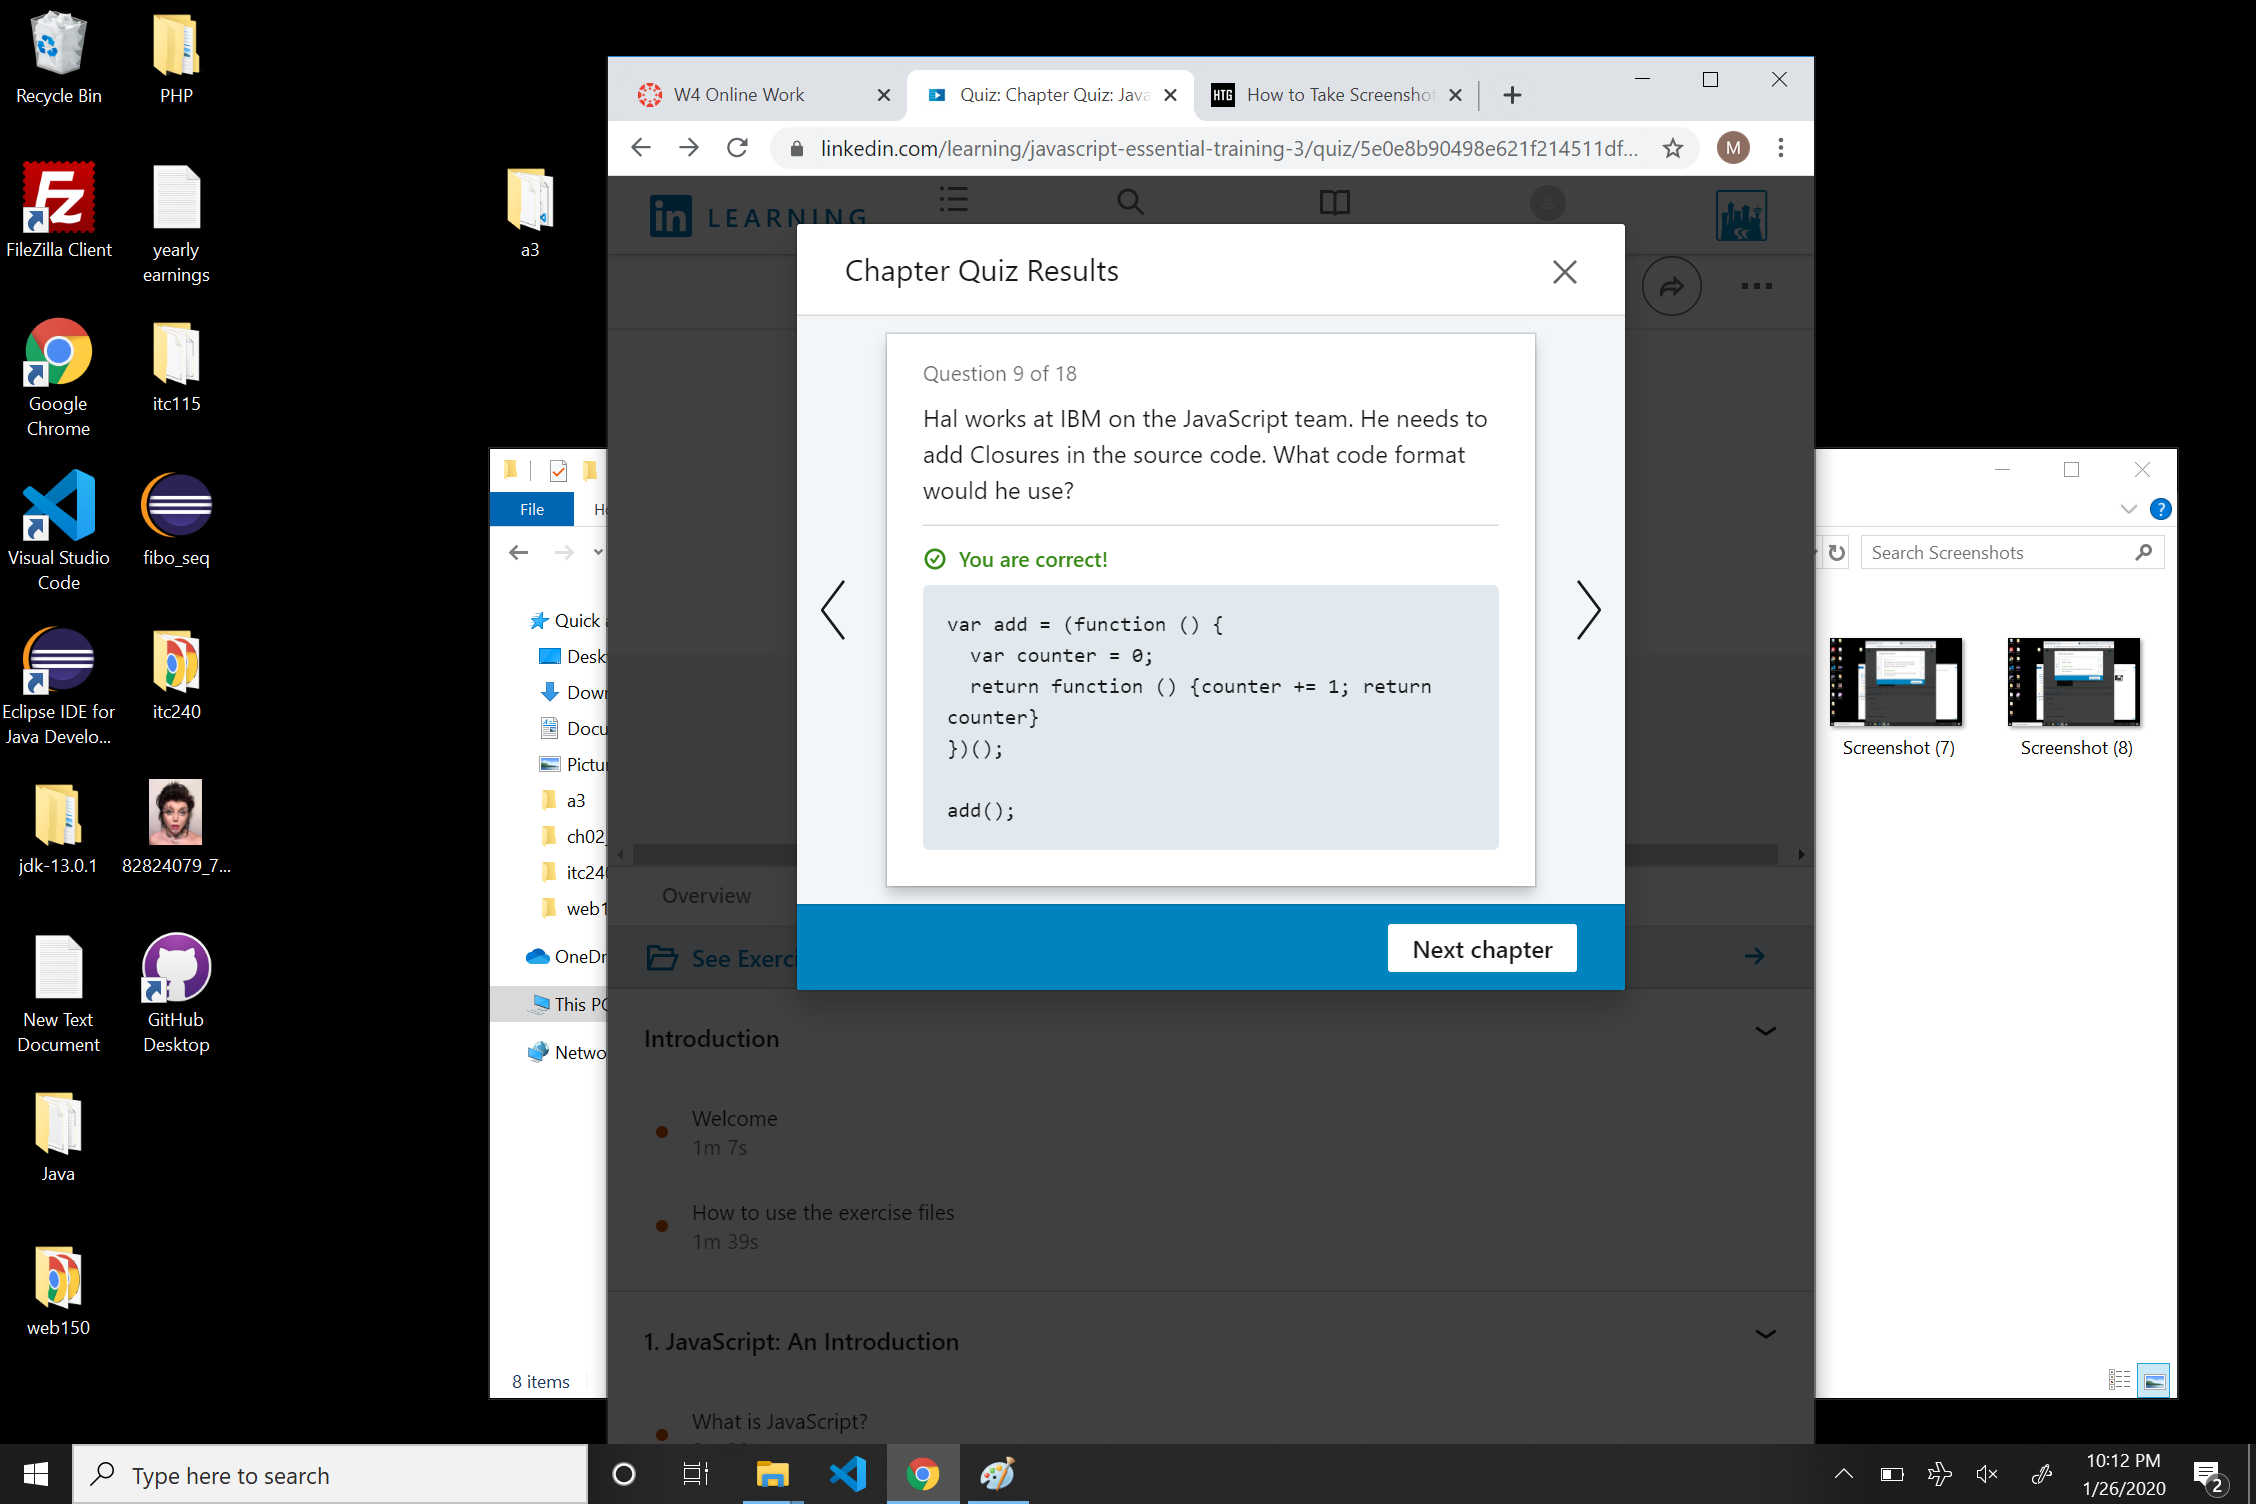 Recycle Bin
PHP
FileZilla Client
yearly
earnings
a3
Google
Chrome
itc115
Visual Studio
Code
fibo_seq
Eclipse IDE for
Java Develo...
itc240
jdk-13.0.1
82824079_7...
New Text
Document
GitHub
Desktop
Java
web150
W4 Online Work
Quiz: Chapter Quiz: Java
HTG
How to Take Screenshot
linkedin.com/learning/javascript-essential-training-3/quiz/5e0e8b90498e621f214511df...
M
in LEARNING
Chapter Quiz Results
Question 9 of 18
Hal works at IBM on the JavaScript team. He needs to
add Closures in the source code. What code format
would he use?
You are correct!
var add = (function () {
  var counter = 0;
  return function () {counter += 1; return
counter}
})();
add();
Next chapter
Overview
See Exerci
Introduction
Welcome
1m 7s
How to use the exercise files
1m 39s
1. JavaScript: An Introduction
What is JavaScript?
File
Quick
Desk
Down
Docu
Pictu
a3
ch02_
itc240
web1
OneDr
This PC
Netwo
8 items
?
Search Screenshots
Screenshot (7)
Screenshot (8)
Type here to search
10:12 PM
1/26/2020
2